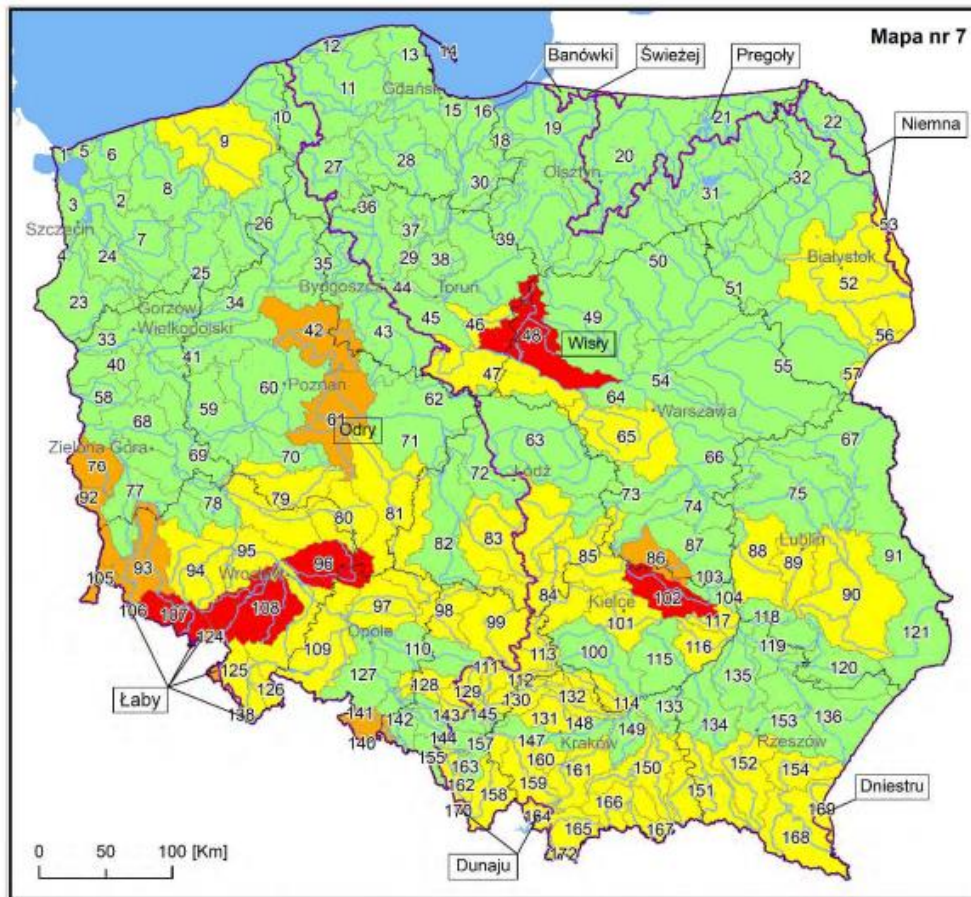 Mapa nr 7
12 13 14
Banówki Świeżej Pregoły
11 Gdańsk
15 16 21 22
10 18 19 Niemna
9
1 5 6 27 28 20
30 Olsztyn 31 32
3 2 8 36
Szczecin 7 26 37 39 53
4 24 29 38 50 Białystok
25 35 44 52
23 Bydgoszcz Toruń 51
Gorzów 34 45 46 49 56
33 Wielkopolski 42 43 48 Wisły
40 41 47 55 57
60 Poznań 54
58 59 62 64 Warszawa
68 61 Odry 65
Zielona Góra 69 70 71 63 66 67
76 72 Łódź
92 77 78 79 73 74 75
80 81
95 82 83 85 86 87 88 Lublin
93 94 Wrocław 96 89 91
105 84 102 103 90
106 107 108 97 98 Kielce 104
124 Opole 99 101 117 118
109 110 113 100 116 119 121
125 127 111 112 115 120
Łaby 126 128 129 130 132 114 133 135
138 141 142 143 145 131 148 149 134 153 136
140 144 157 147 Kraków Rzeszów
155 163 160 161 150 152 154
162 158 159 166 151 Dniestru
170 164 165 167 169
172 168
0 50 100 [Km]
Dunaju